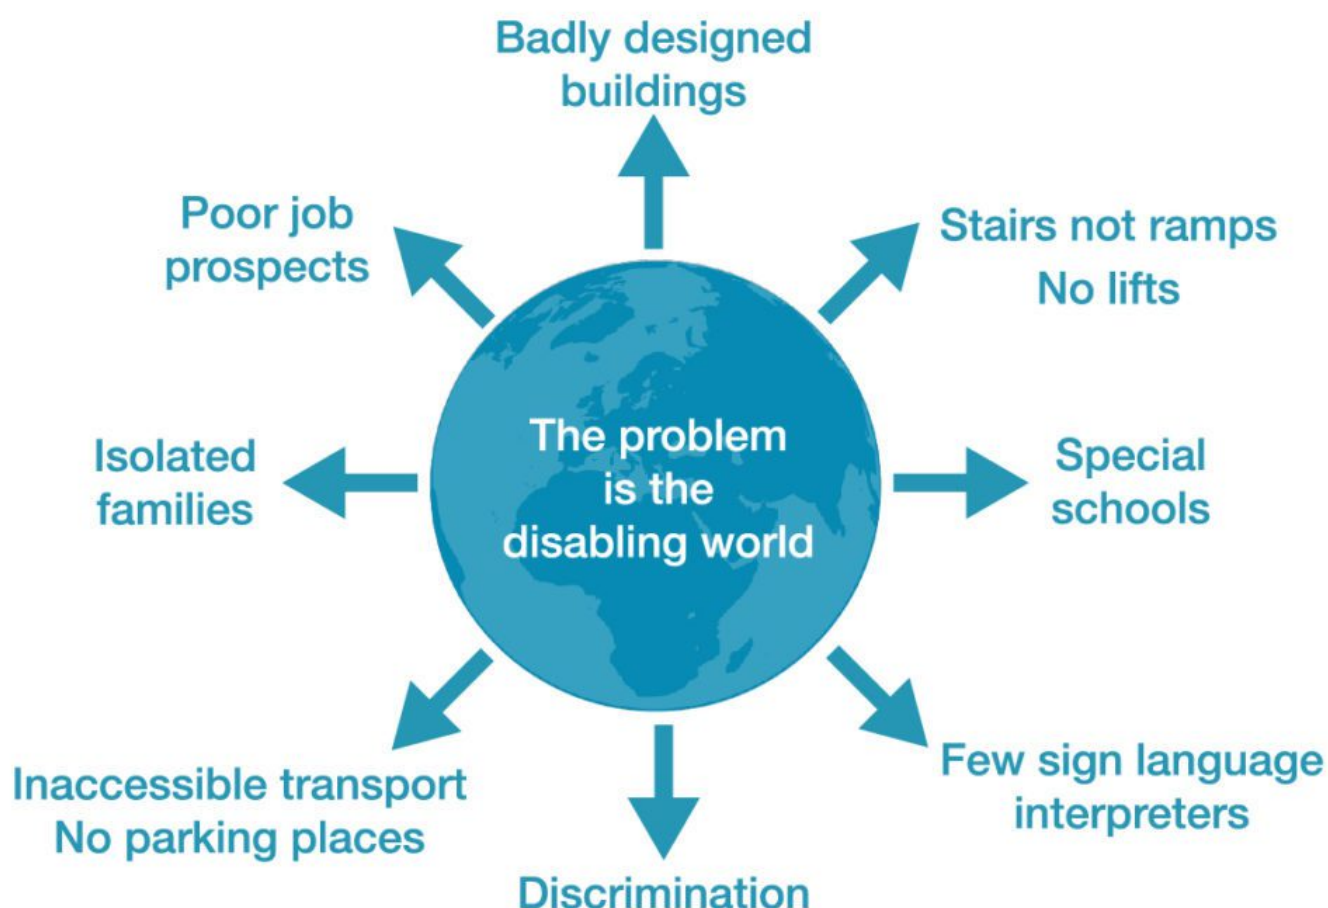 Badly designed
buildings
Stairs not ramps
No lifts
Special
schools
Few sign language
interpreters
Discrimination
Inaccessible transport
No parking places
Isolated
families
Poor job
prospects
The problem
is the
disabling world